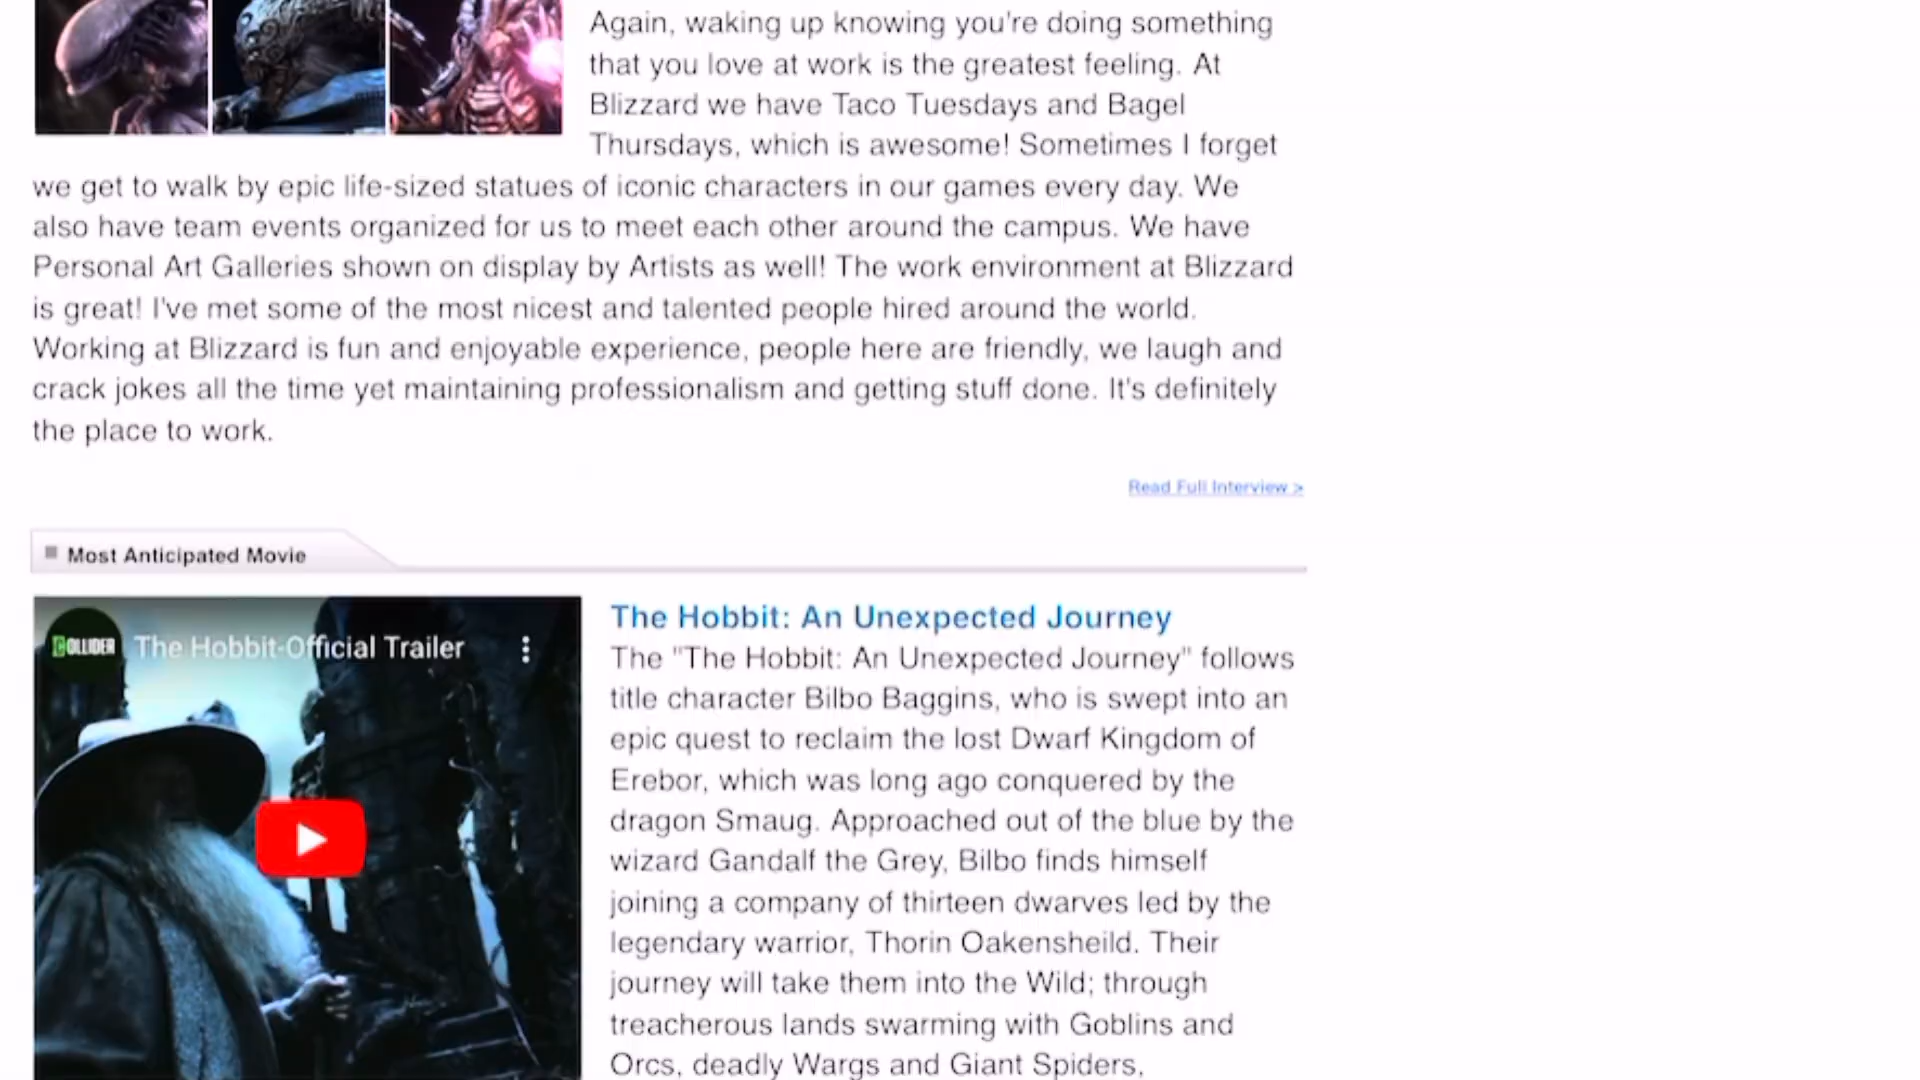 Again, waking up knowing you're doing something
that you love at work is the greatest feeling. At
Blizzard we have Taco Tuesdays and Bagel
Thursdays, which is awesome! Sometimes I forget
we get to walk by epic life-sized statues of iconic characters in our games every day. We
also have team events organized for us to meet each other around the campus. We have
Personal Art Galleries shown on display by Artists as well! The work environment at Blizzard
is great! I've met some of the most nicest and talented people hired around the world.
Working at Blizzard is fun and enjoyable experience, people here are friendly, we laugh and
crack jokes all the time yet maintaining professionalism and getting stuff done. It's definitely
the place to work.
Read Full Interview >
Most Anticipated Movie
COLLIDER The Hobbit-Official Trailer
The Hobbit: An Unexpected Journey
The "The Hobbit: An Unexpected Journey" follows
title character Bilbo Baggins, who is swept into an
epic quest to reclaim the lost Dwarf Kingdom of
Erebor, which was long ago conquered by the
dragon Smaug. Approached out of the blue by the
wizard Gandalf the Grey, Bilbo finds himself
joining a company of thirteen dwarves led by the
legendary warrior, Thorin Oakensheild. Their
journey will take them into the Wild; through
treacherous lands swarming with Goblins and
Orcs, deadly Wargs and Giant Spiders,